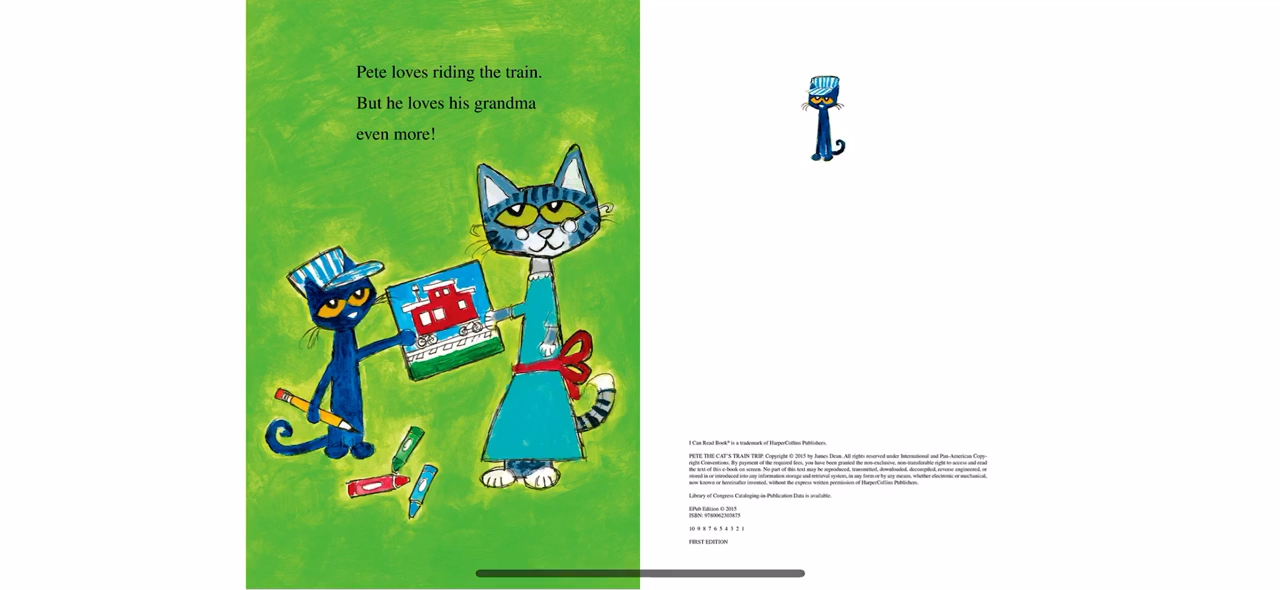 Pete loves riding the train.
But he loves his grandma
even more!
I Can Read Book® is a trademark of HarperCollins Publishers.
PETE THE CAT'S TRAIN TRIP. Copyright © 2015 by James Dean. All rights reserved under International and Pan-American Copy-
right Conventions. By payment of the required fees, you have been granted the non-exclusive, non-transferable right to access and read
the text of this e-book on screen. No part of this text may be reproduced, transmitted, downloaded, decompiled, reverse engineered, or
stored in or introduced into any information storage and retrieval system, in any form or by any means, whether electronic or mechanical,
now known or hereafter invented, without the express written permission of HarperCollins Publishers.
Library of Congress Cataloging-in-Publication Data is available.
EPub Edition © 2015
ISBN: 9780062303875
10 9 8 7 6 5 4 3 2 1
FIRST EDITION